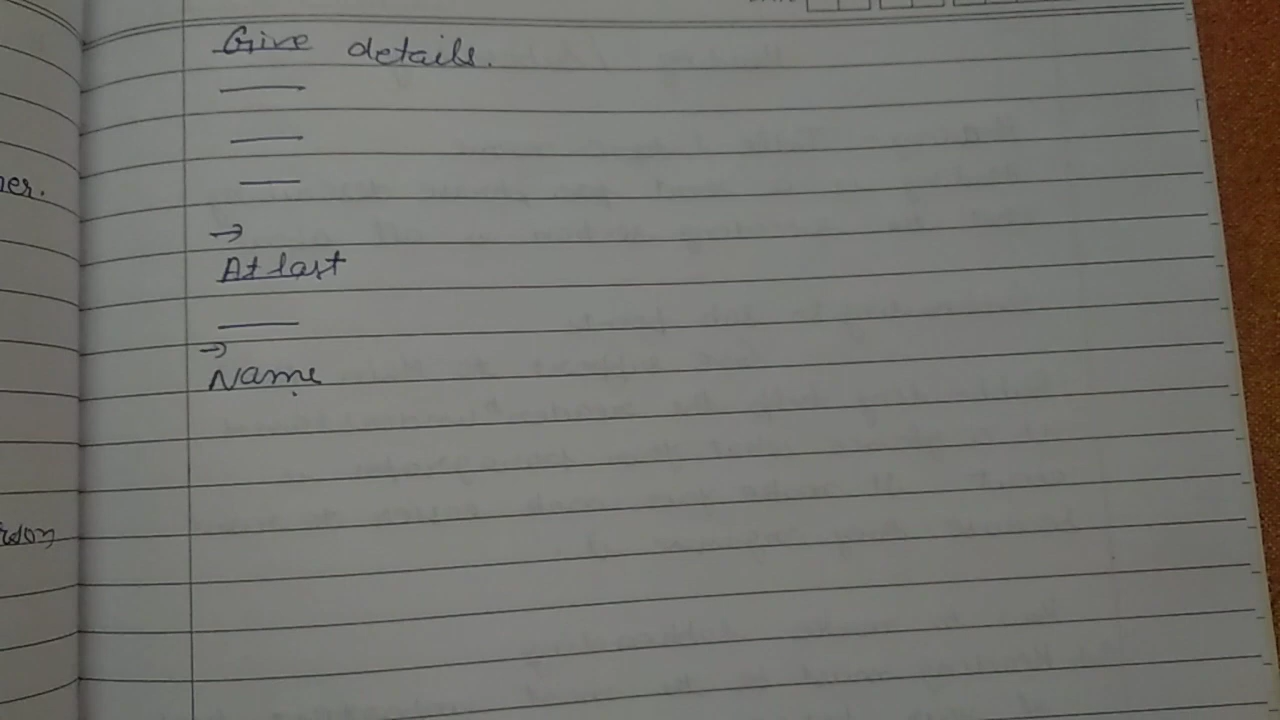 Give details.
→
At last
→
Name
ner.